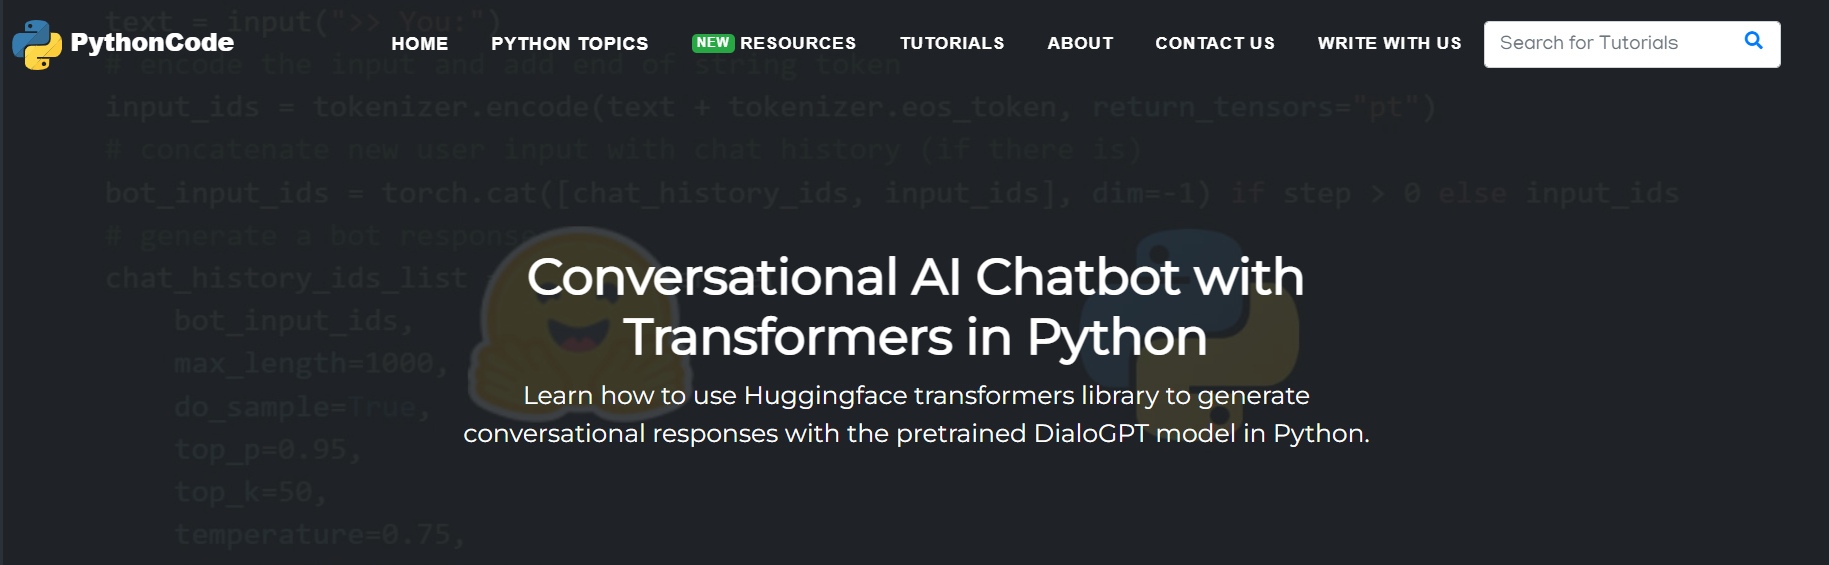 text = input(">> You:")
PythonCode
HOME
PYTHON TOPICS
NEW RESOURCES
TUTORIALS
ABOUT
CONTACT US
WRITE WITH US
Search for Tutorials
# encode the input and add end of string token
input_ids = tokenizer.encode(text + tokenizer.eos_token, return_tensors="pt")
# concatenate new user input with chat history (if there is)
bot_input_ids = torch.cat([chat_history_ids, input_ids], dim=-1) if step > 0 else input_ids
# generate a bot response
chat_history_ids_list
Conversational AI Chatbot with
bot_input_ids,
Transformers in Python
max_length=1000,
Learn how to use Huggingface transformers library to generate
do_sample=True,
conversational responses with the pretrained DialoGPT model in Python.
top_p=0.95,
top_k=50,
temperature=0.75,